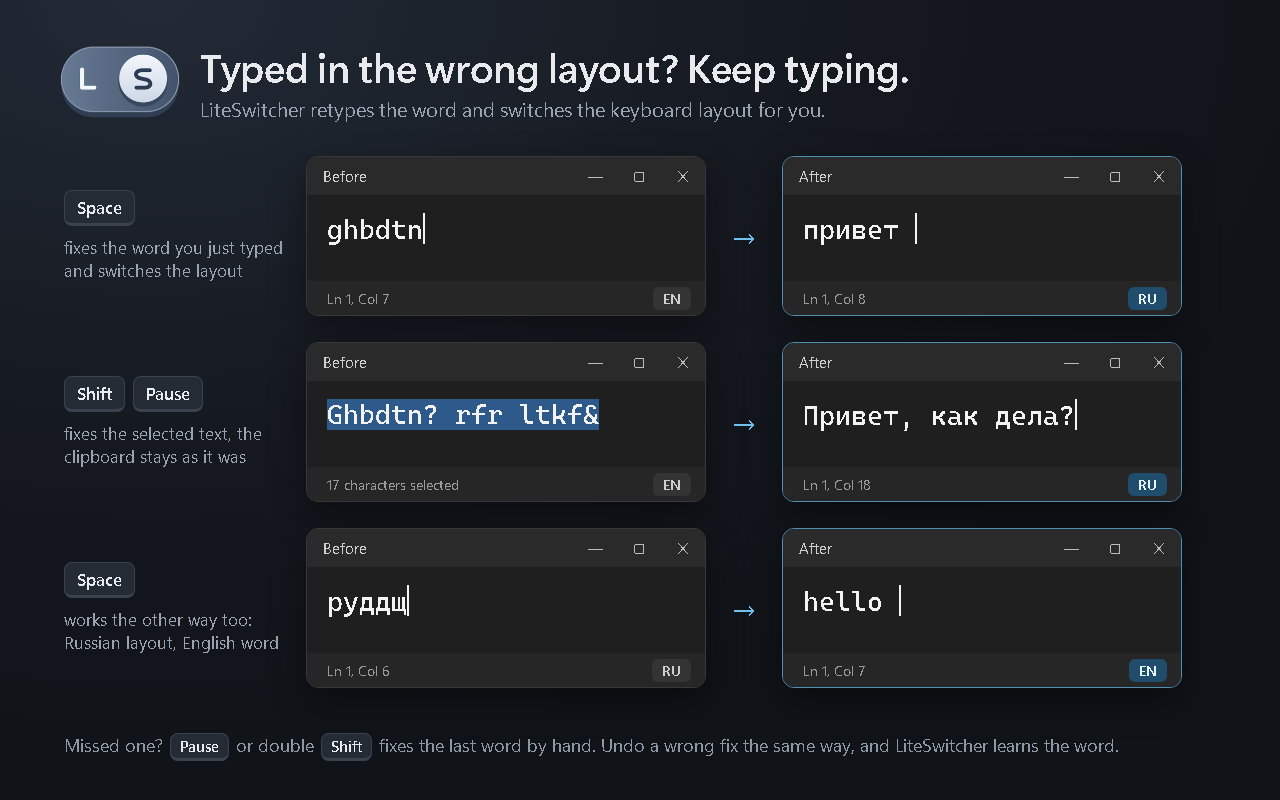 L S
Typed in the wrong layout? Keep typing.
LiteSwitcher retypes the word and switches the keyboard layout for you.
Space
fixes the word you just typed
and switches the layout
Before
ghbdtn
Ln 1, Col 7
EN
After
привет
Ln 1, Col 8
RU
Shift Pause
fixes the selected text, the
clipboard stays as it was
Before
Ghbdtn? rfr ltkf&
17 characters selected
EN
After
Привет, как дела?
Ln 1, Col 18
RU
Space
works the other way too:
Russian layout, English word
Before
руддщ
Ln 1, Col 6
RU
After
hello
Ln 1, Col 7
EN
Missed one? Pause or double Shift fixes the last word by hand. Undo a wrong fix the same way, and LiteSwitcher learns the word.